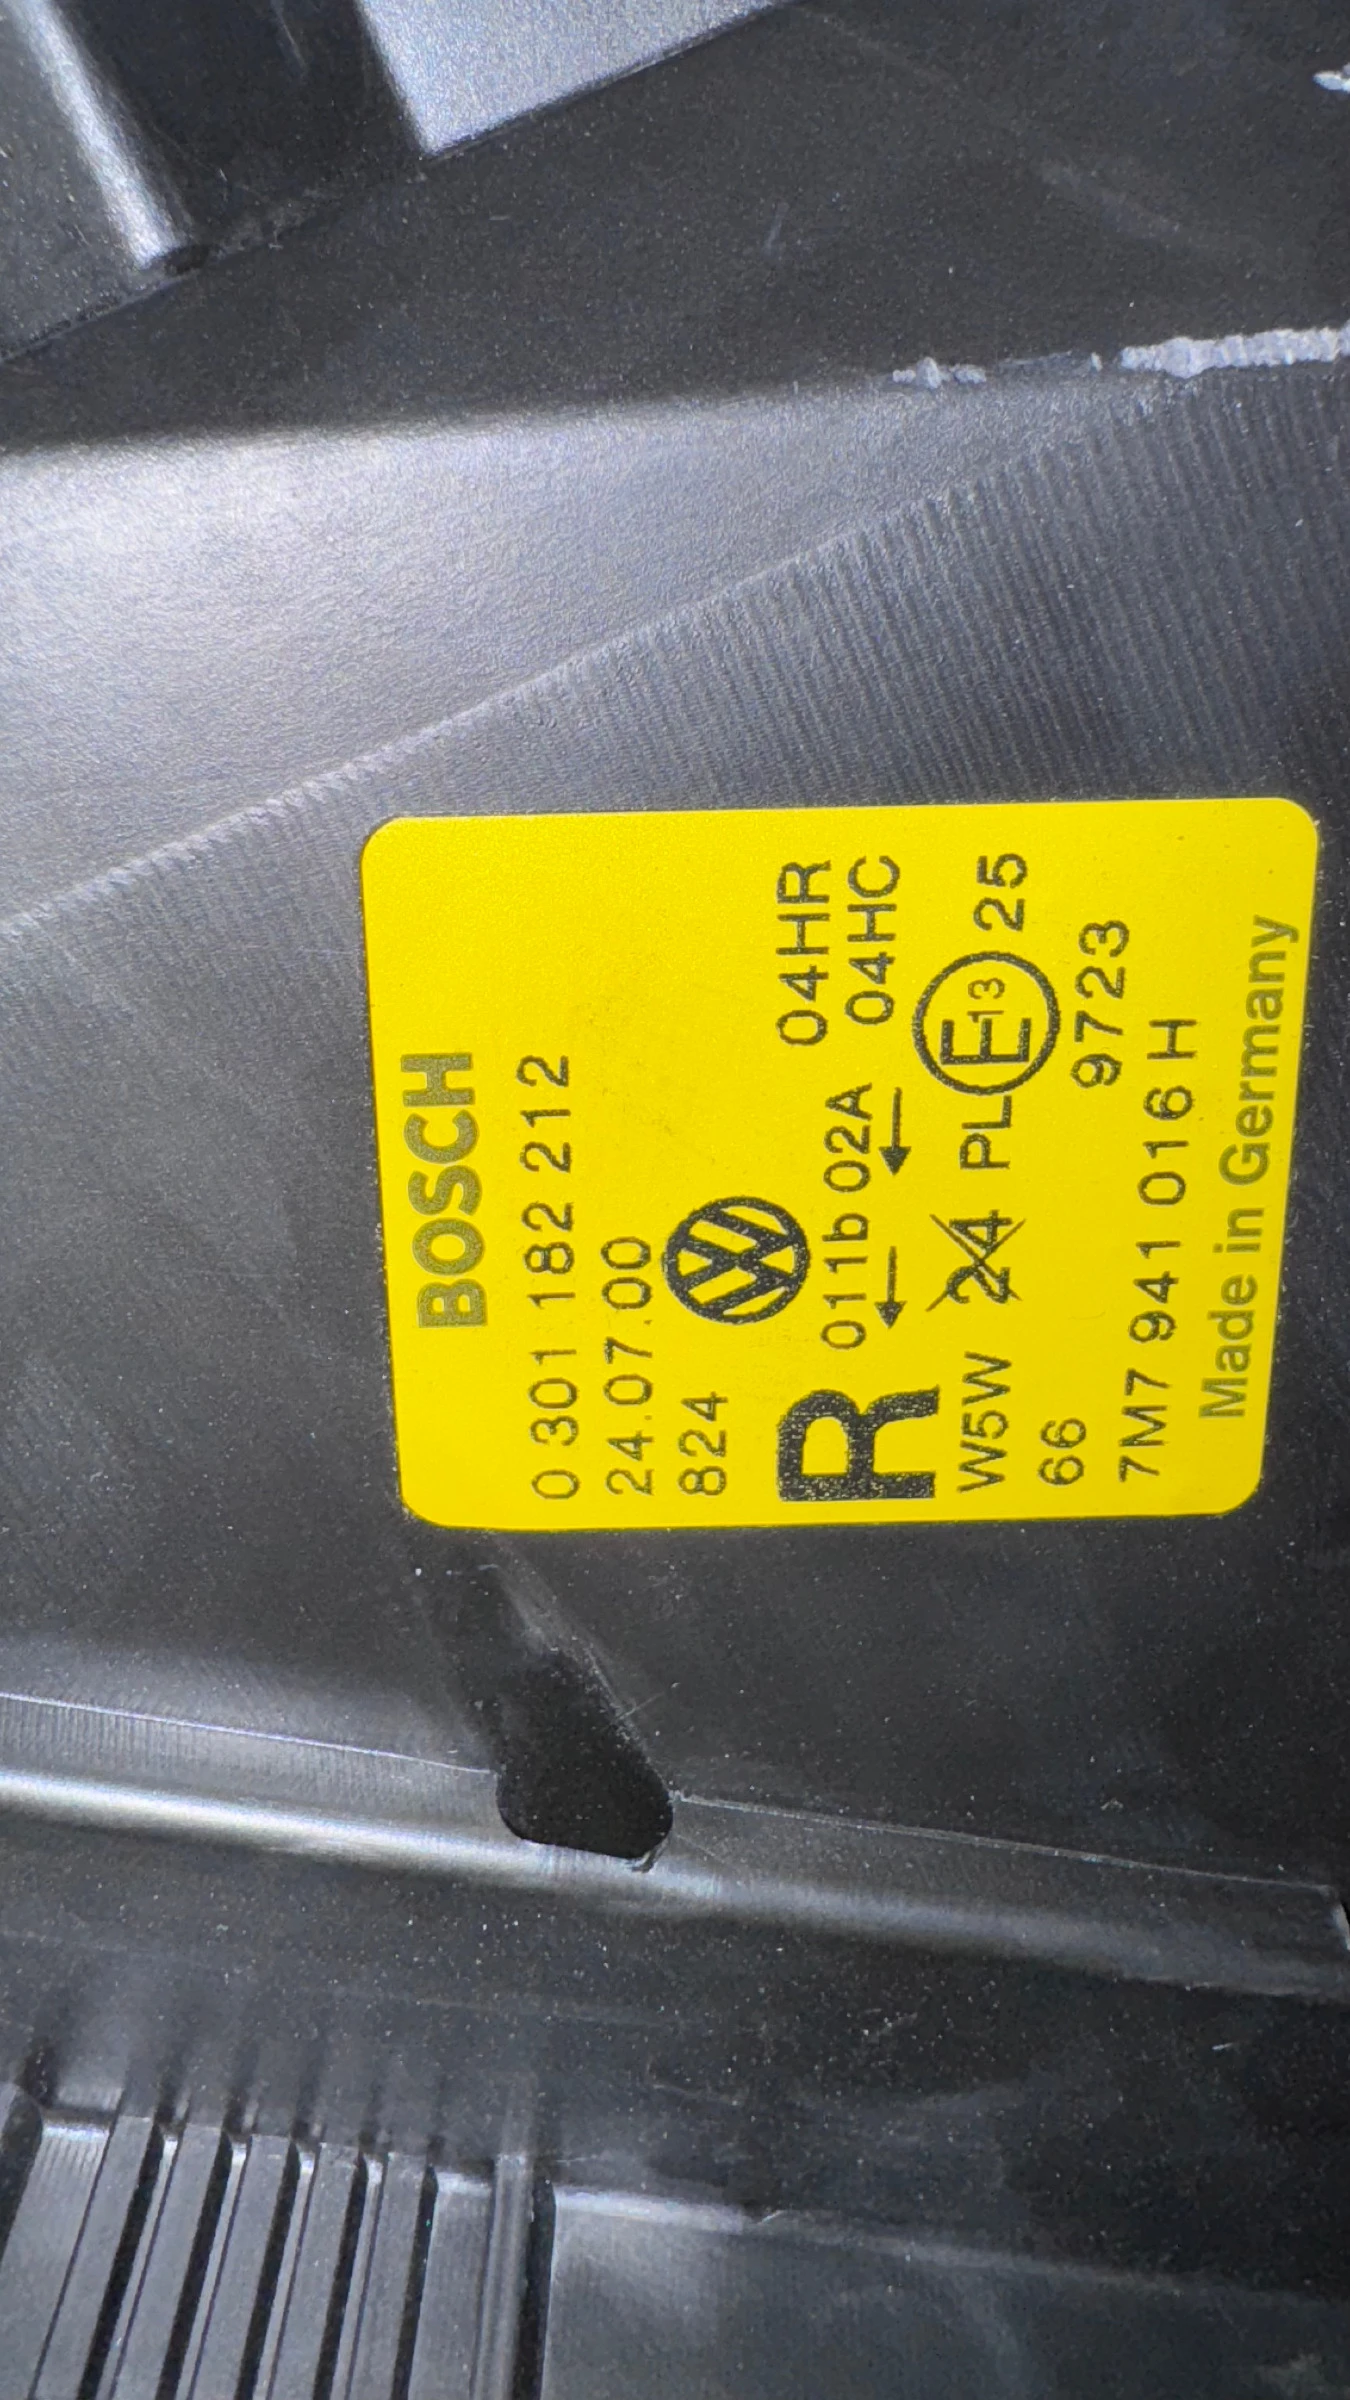 BOSCH
0 301 182 212
24.07.00
824
R
011b 02A 04HR
04HC
W5W 24 PL E13 25
66 9723
7M7 941 016 H
Made in Germany